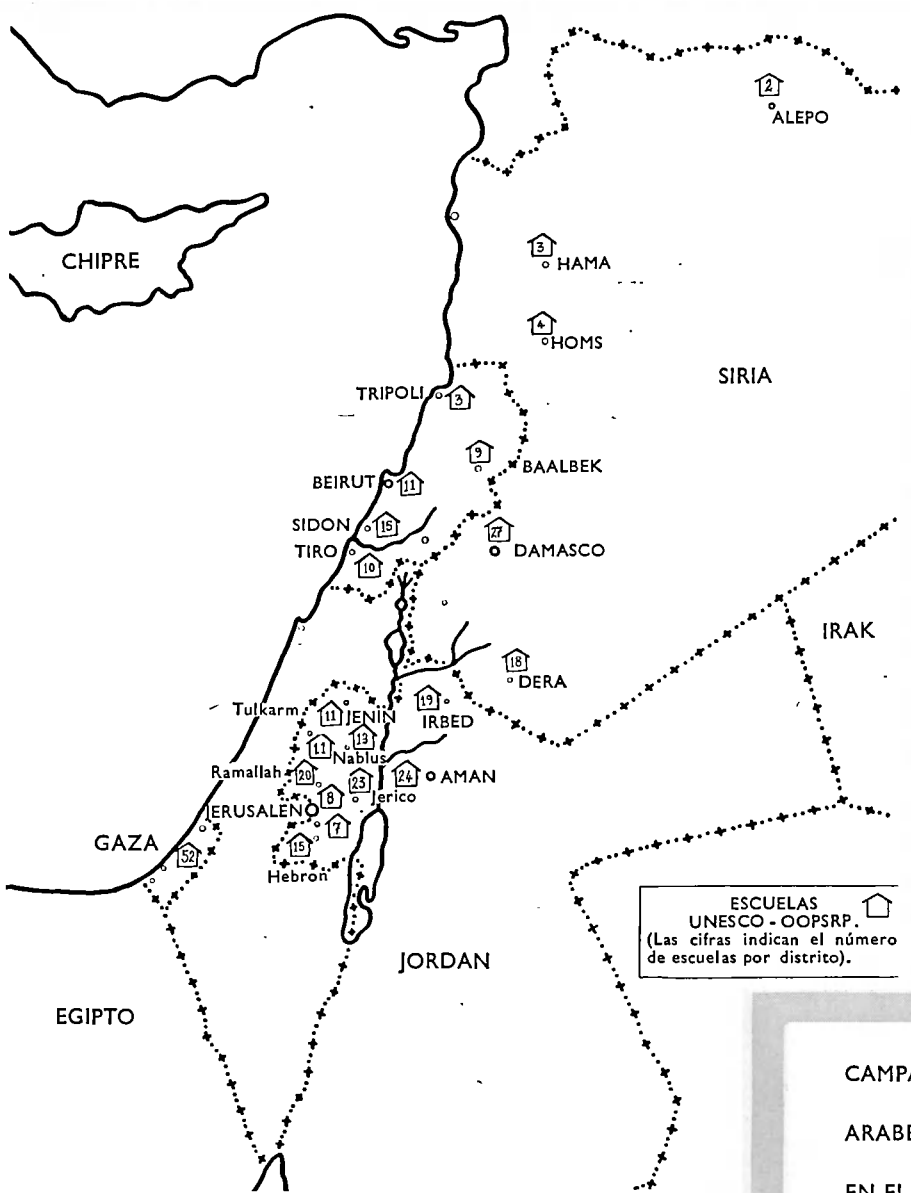 2
ALEPO
CHIPRE
3
HAMA
4
HOMS
SIRIA
TRIPOLI
3
9
BAALBEK
BEIRUT
11
SIDON
15
27
TIRO
DAMASCO
10
IRAK
18
DERA
19
IRBED
Tulkarm
11
JENIN
11
13
Nablus
Ramallah
20
23
24
AMAN
8
Jerico
JERUSALEN
7
GAZA
52
15
Hebron
ESCUELAS
UNESCO - OOPSRP.
(Las cifras indican el número
de escuelas por distrito).
JORDAN
EGIPTO
CAMPA
ARABE
EN EL